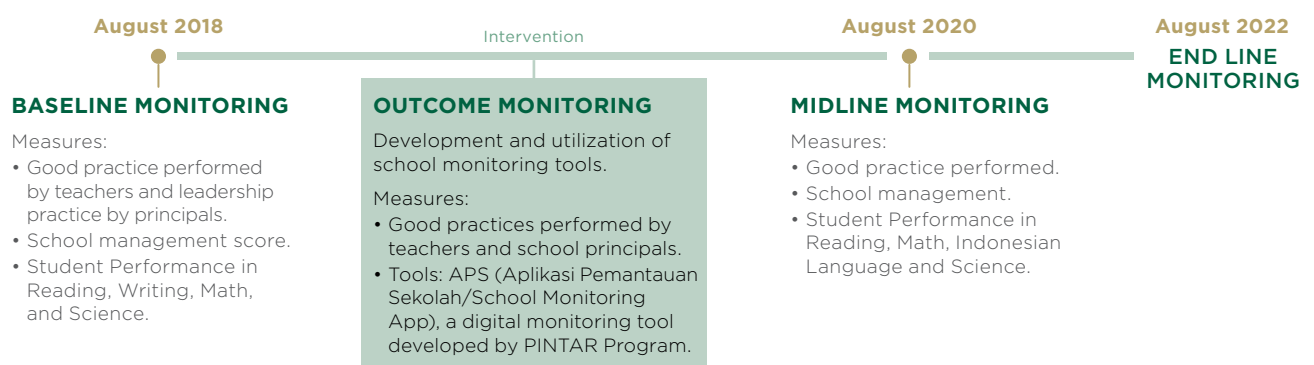 August 2018
Intervention
August 2020
August 2022
END LINE
MONITORING
BASELINE MONITORING
Measures:
• Good practice performed
by teachers and leadership
practice by principals.
• School management score.
• Student Performance in
Reading, Writing, Math,
and Science.
OUTCOME MONITORING
Development and utilization of
school monitoring tools.
Measures:
• Good practices performed by
teachers and school principals.
• Tools: APS (Aplikasi Pemantauan
Sekolah/School Monitoring
App), a digital monitoring tool
developed by PINTAR Program.
MIDLINE MONITORING
Measures:
• Good practice performed.
• School management.
• Student Performance in
Reading, Math, Indonesian
Language and Science.